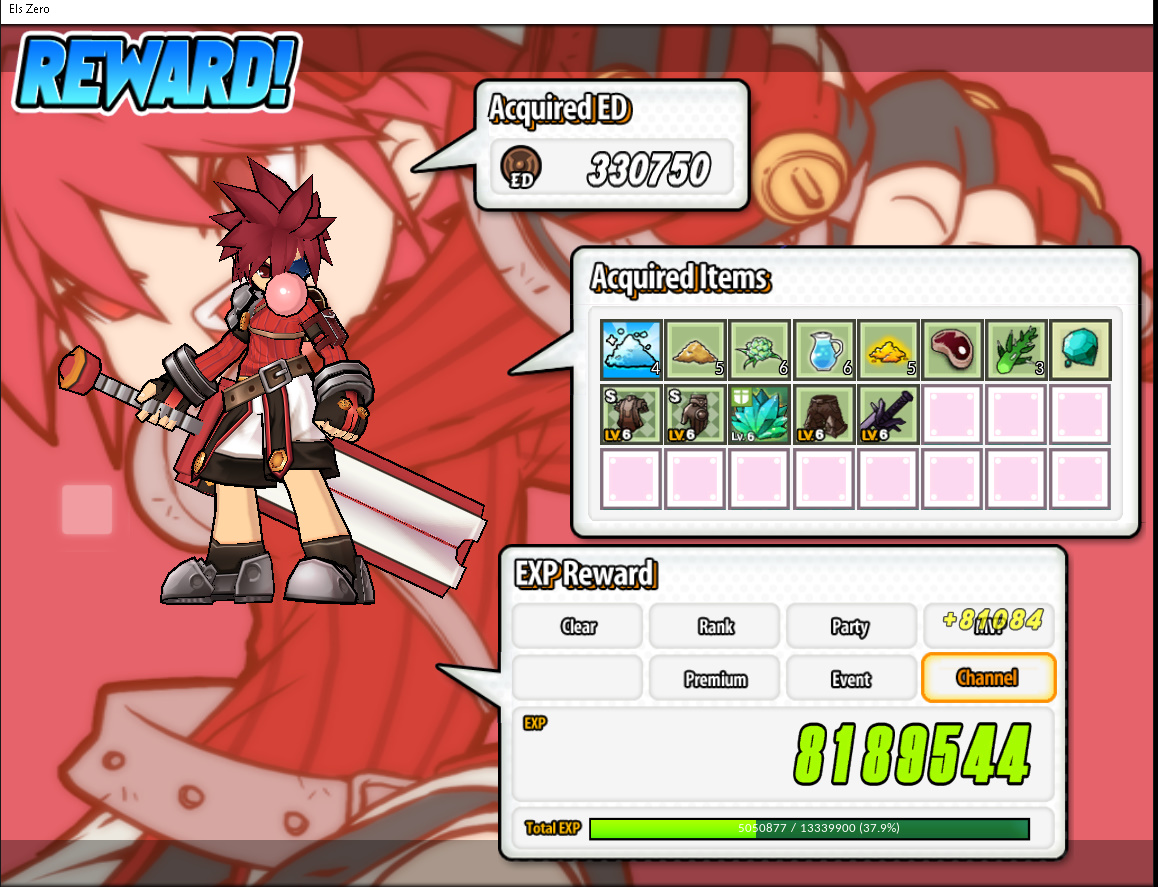 Els Zero
REWARD!
Acquired ED
ED 330750
Acquired Items
4 5 6 6 5 3
S LV.6 S LV.6 Lv.6 LV.6 LV.6
EXP Reward
Clear Rank Party +81084
Premium Event Channel
EXP
8189544
Total EXP 5050877 / 13339900 (37.9%)